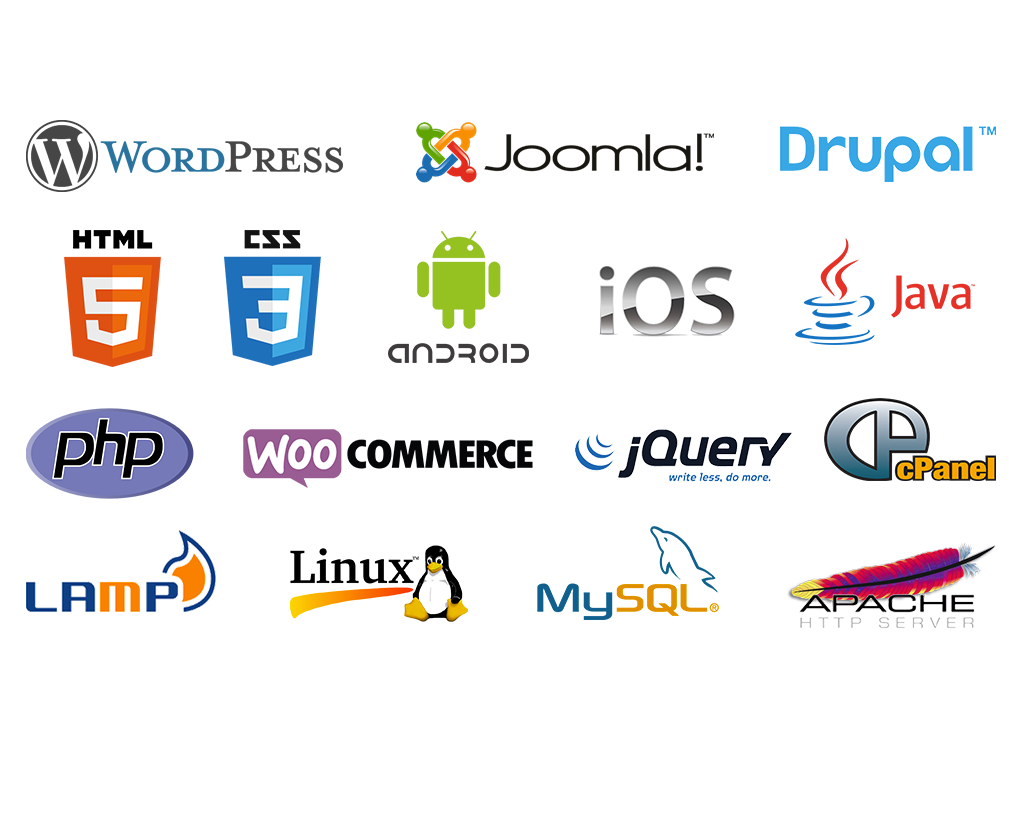 W WORDPRESS
Joomla!™
Drupal™
HTML
5
CSS
3
ANDROID
iOS
Java™
php
WOO COMMERCE
jQuery
write less, do more.
cPanel
LAMP
Linux™
MySQL®
APACHE
HTTP SERVER